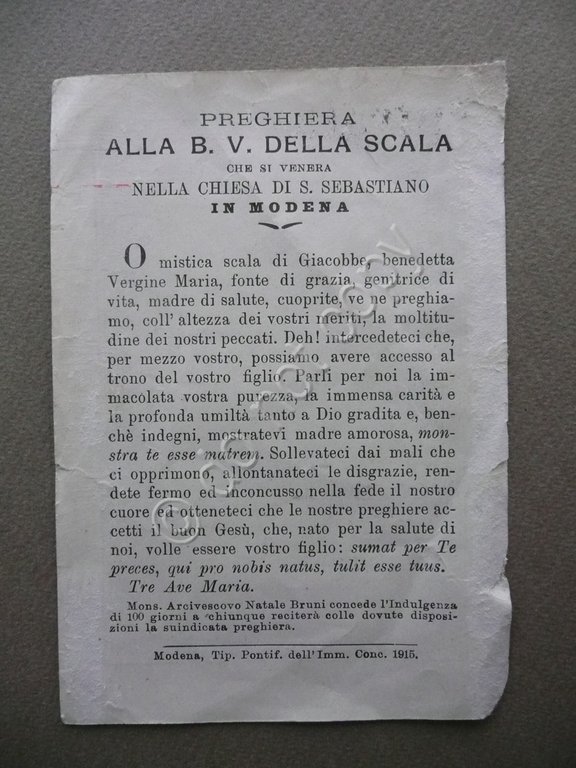 PREGHIERA
ALLA B. V. DELLA SCALA
CHE SI VENERA
NELLA CHIESA DI S. SEBASTIANO
IN MODENA
O mistica scala di Giacobbe, benedetta
Vergine Maria, fonte di grazia, genitrice di
vita, madre di salute, cuoprite, ve ne preghia-
mo, coll' altezza dei vostri meriti, la moltitu-
dine dei nostri peccati. Deh! intercedeteci che,
per mezzo vostro, possiamo avere accesso al
trono del vostro figlio. Parli per noi la im-
macolata vostra purezza, la immensa carità e
la profonda umiltà tanto a Dio gradita e, ben-
chè indegni, mostratevi madre amorosa, mon-
stra te esse matrem. Sollevateci dai mali che
ci opprimono, allontanateci le disgrazie, ren-
dete fermo ed inconcusso nella fede il nostro
cuore ed otteneteci che le nostre preghiere ac-
cetti il buon Gesù, che, nato per la salute di
noi, volle essere vostro figlio: sumat per Te
preces, qui pro nobis natus, tulit esse tuus.
Tre Ave Maria.
Mons. Arcivescovo Natale Bruni concede l'Indulgenza
di 100 giorni a chiunque reciterà colle dovute disposi-
zioni la suindicata preghiera.
Modena, Tip. Pontif. dell'Imm. Conc. 1915.